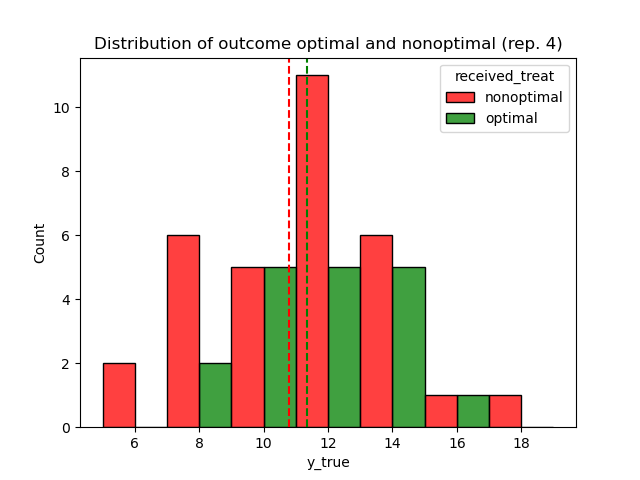 Distribution of outcome optimal and nonoptimal (rep. 4)
received_treat
nonoptimal
optimal
Count
10
8
6
4
2
0
6 8 10 12 14 16 18
y_true